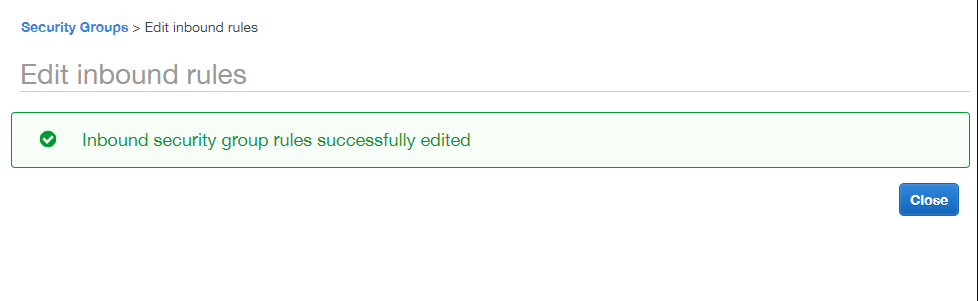 Security Groups > Edit inbound rules
Edit inbound rules
Inbound security group rules successfully edited
Close